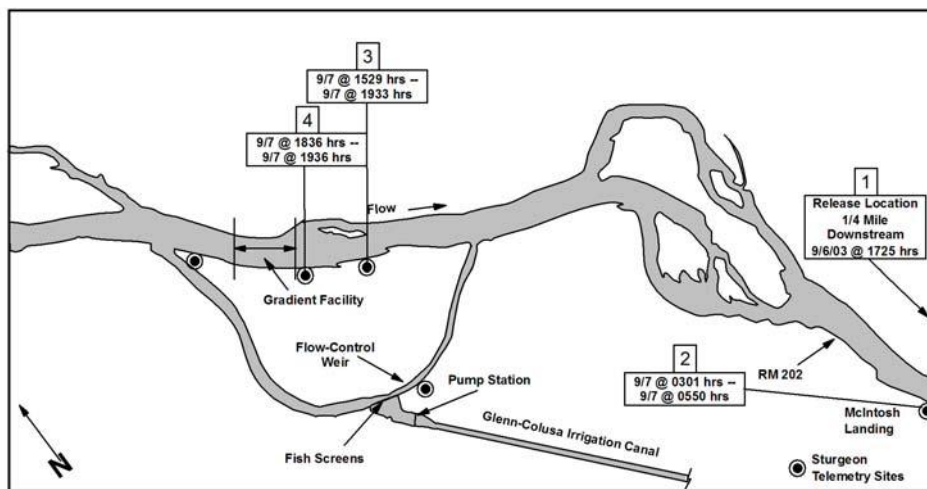 3
9/7 @ 1529 hrs --
9/7 @ 1933 hrs
4
9/7 @ 1836 hrs --
9/7 @ 1936 hrs
Flow
1
Release Location
1/4 Mile
Downstream
9/6/03 @ 1725 hrs
Gradient Facility
Flow-Control
Weir
Pump Station
2
9/7 @ 0301 hrs --
9/7 @ 0550 hrs
RM 202
McIntosh
Landing
Glenn-Colusa Irrigation Canal
Fish Screens
N
Sturgeon
Telemetry Sites